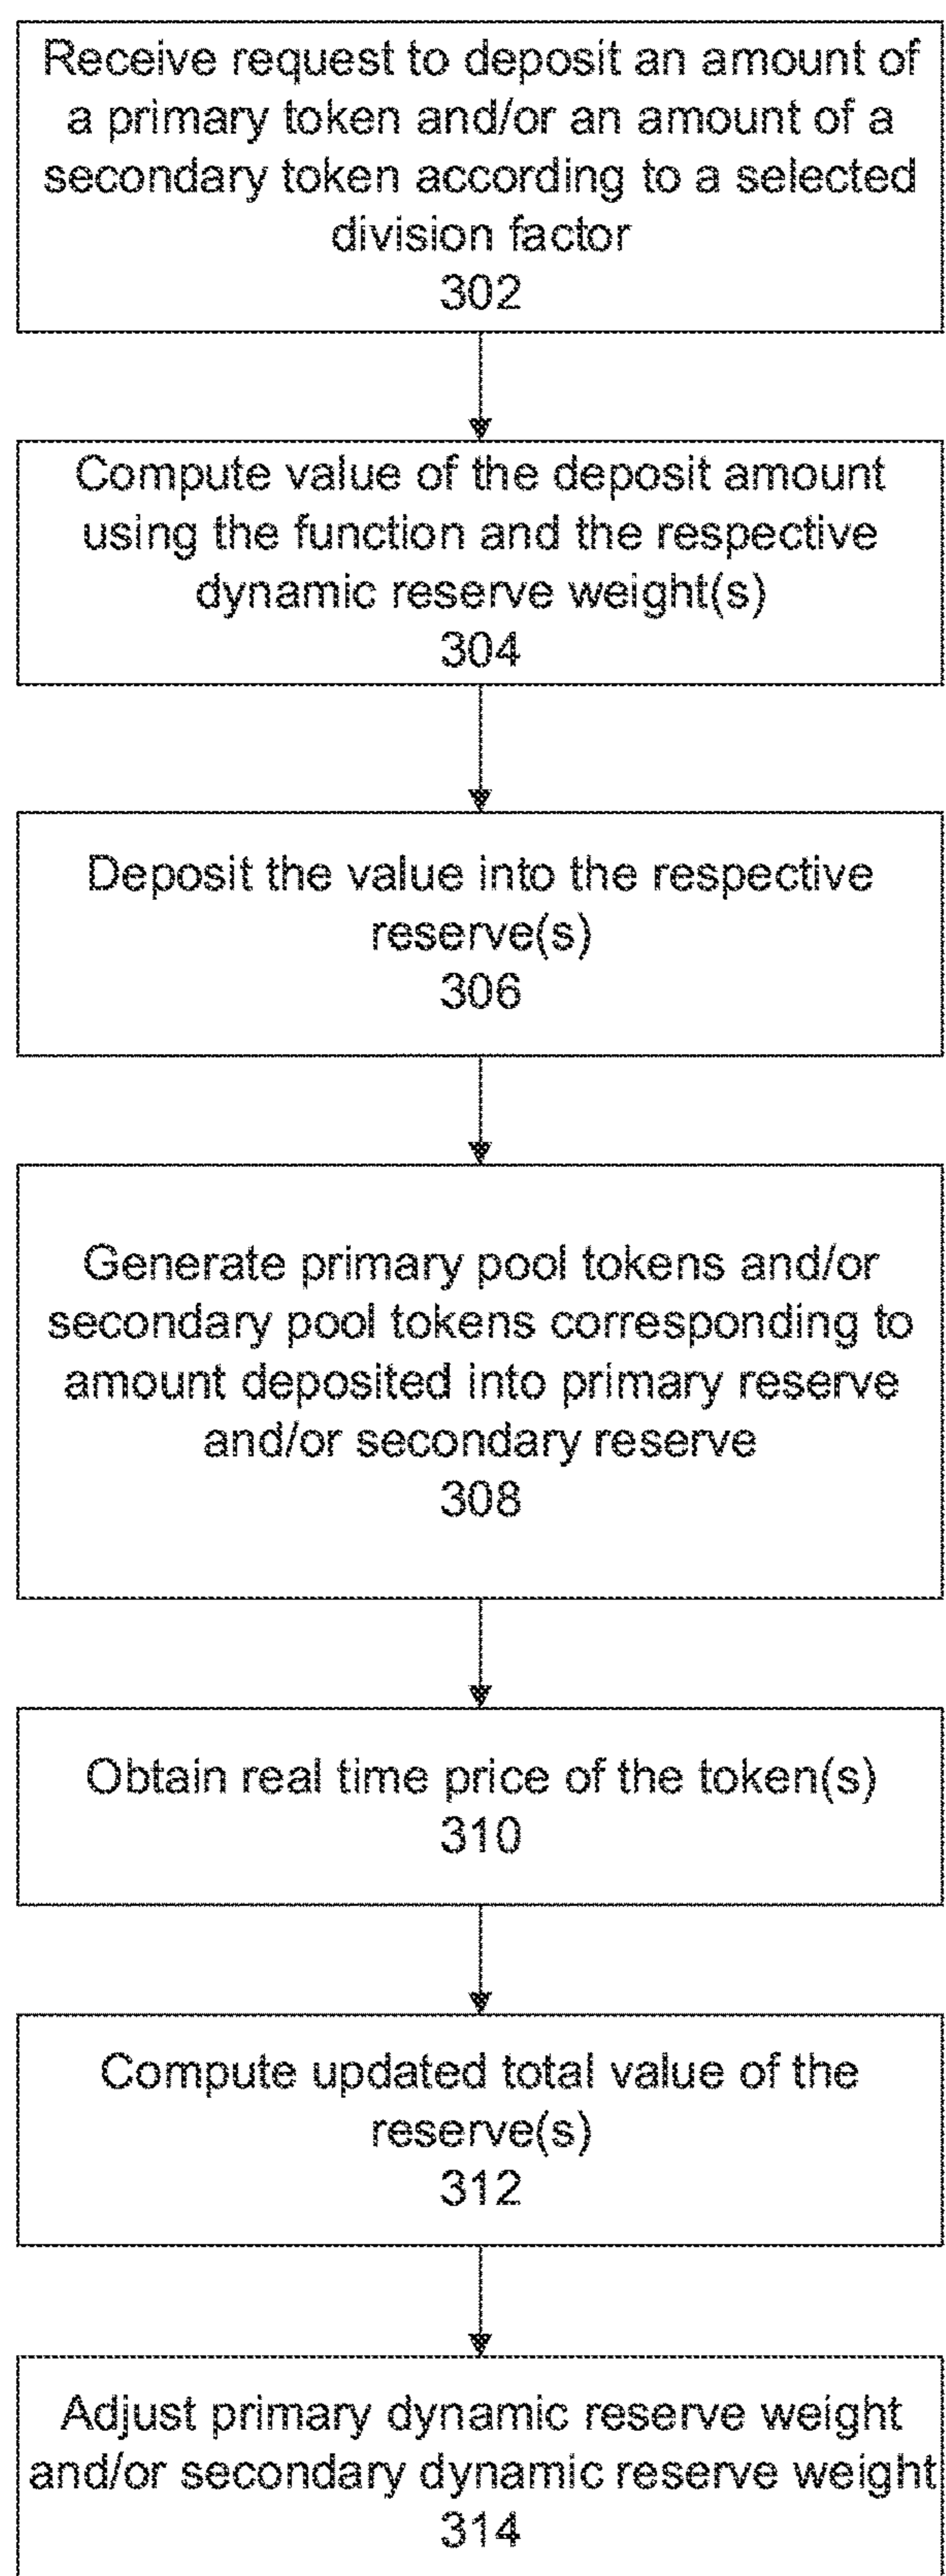 Receive request to deposit an amount of
a primary token and/or an amount of a
secondary token according to a selected
division factor
302
Compute value of the deposit amount
using the function and the respective
dynamic reserve weight(s)
304
Deposit the value into the respective
reserve(s)
306
Generate primary pool tokens and/or
secondary pool tokens corresponding to
amount deposited into primary reserve
and/or secondary reserve
308
Obtain real time price of the token(s)
310
Compute updated total value of the
reserve(s)
312
Adjust primary dynamic reserve weight
and/or secondary dynamic reserve weight
314